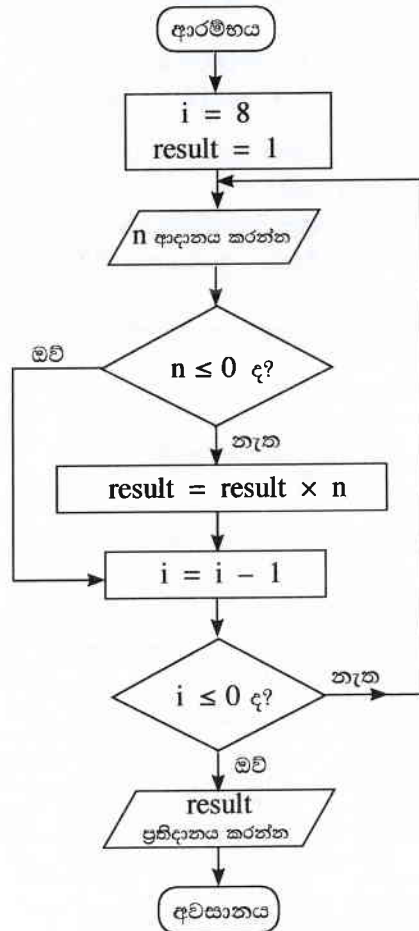 ආරම්භය
i = 8
result = 1
n ආදානය කරන්න
ඔව්
n ≤ 0 ද?
නැත
result = result × n
i = i – 1
i ≤ 0 ද?
නැත
ඔව්
result
ප්‍රතිදානය කරන්න
අවසානය